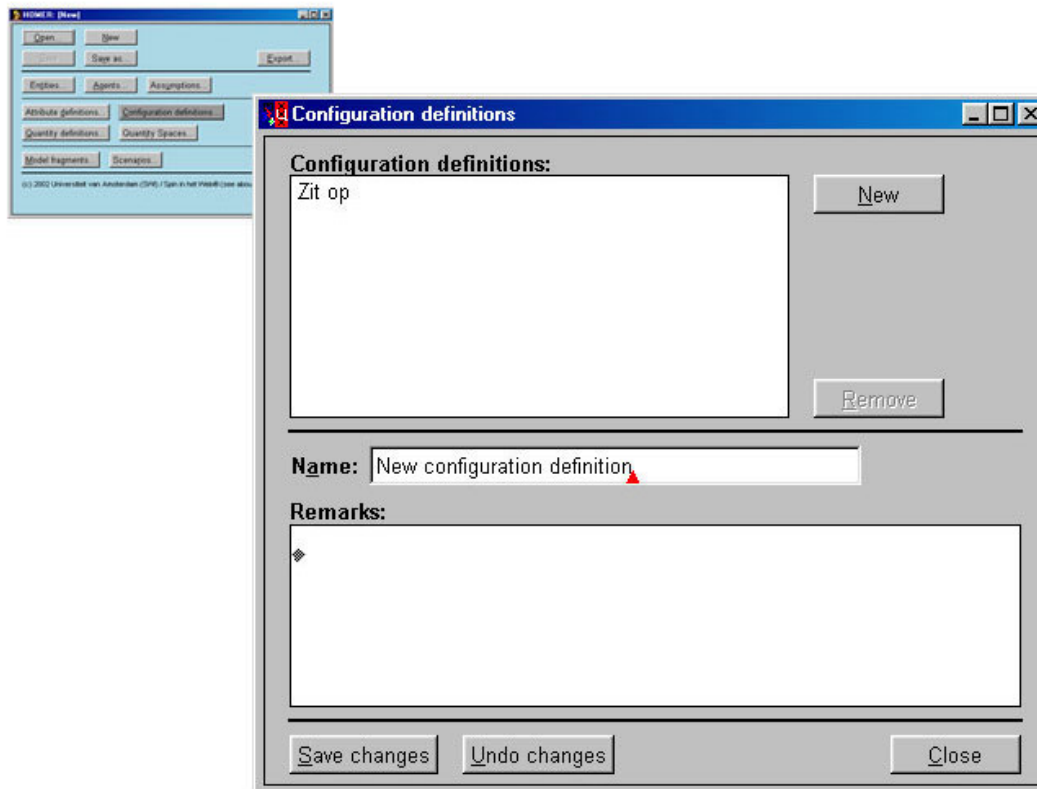 HOMER: [New]
Open... New
Save as... Export...
Entities... Agents... Assumptions...
Attribute definitions... Configuration definitions...
Quantity definitions... Quantity Spaces...
Model fragments... Scenarios...
(c) 2002 Universiteit van Amsterdam (SWI) / Spin in het Web® (see abou
Configuration definitions
Configuration definitions:
Zit op
New
Remove
Name: New configuration definition
Remarks:
Save changes Undo changes Close